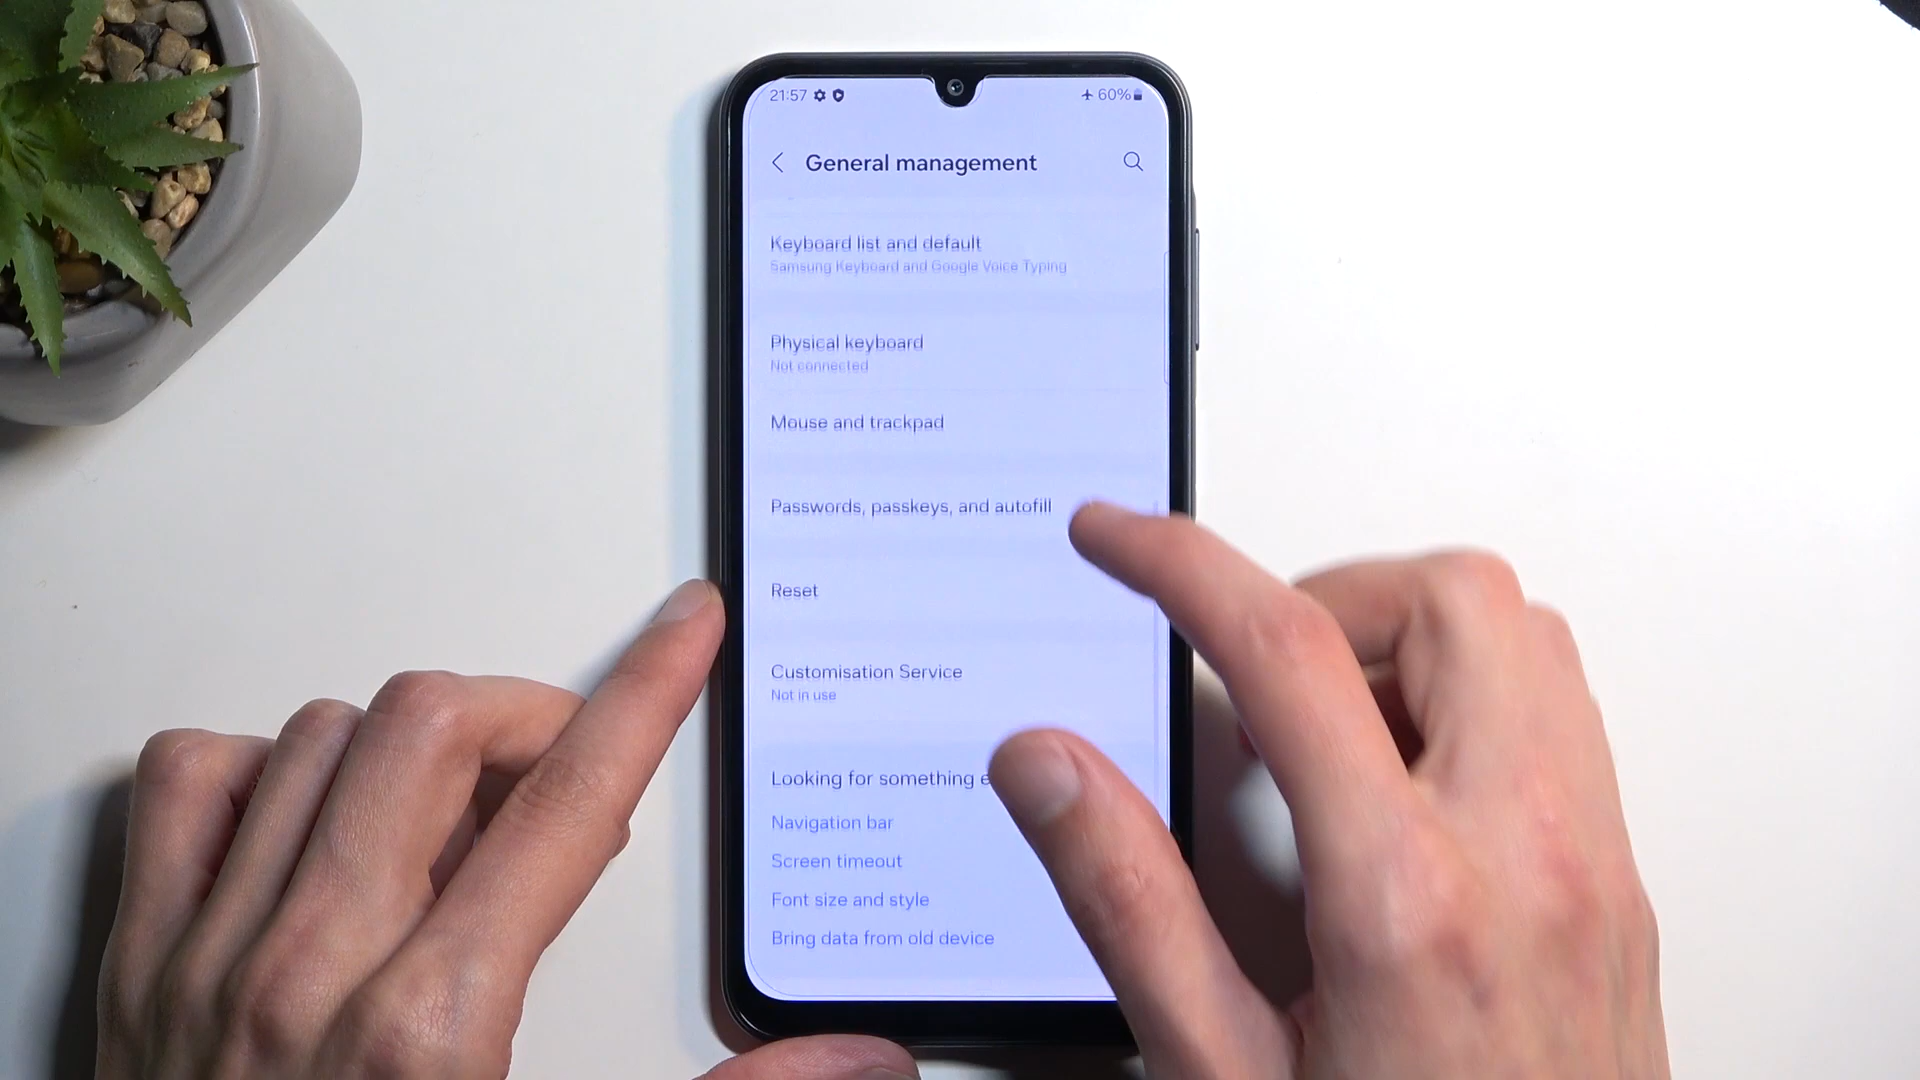 21:57
60%
General management
Keyboard list and default
Samsung Keyboard and Google Voice Typing
Physical keyboard
Not connected
Mouse and trackpad
Passwords, passkeys, and autofill
Reset
Customisation Service
Not in use
Looking for something
Navigation bar
Screen timeout
Font size and style
Bring data from old device